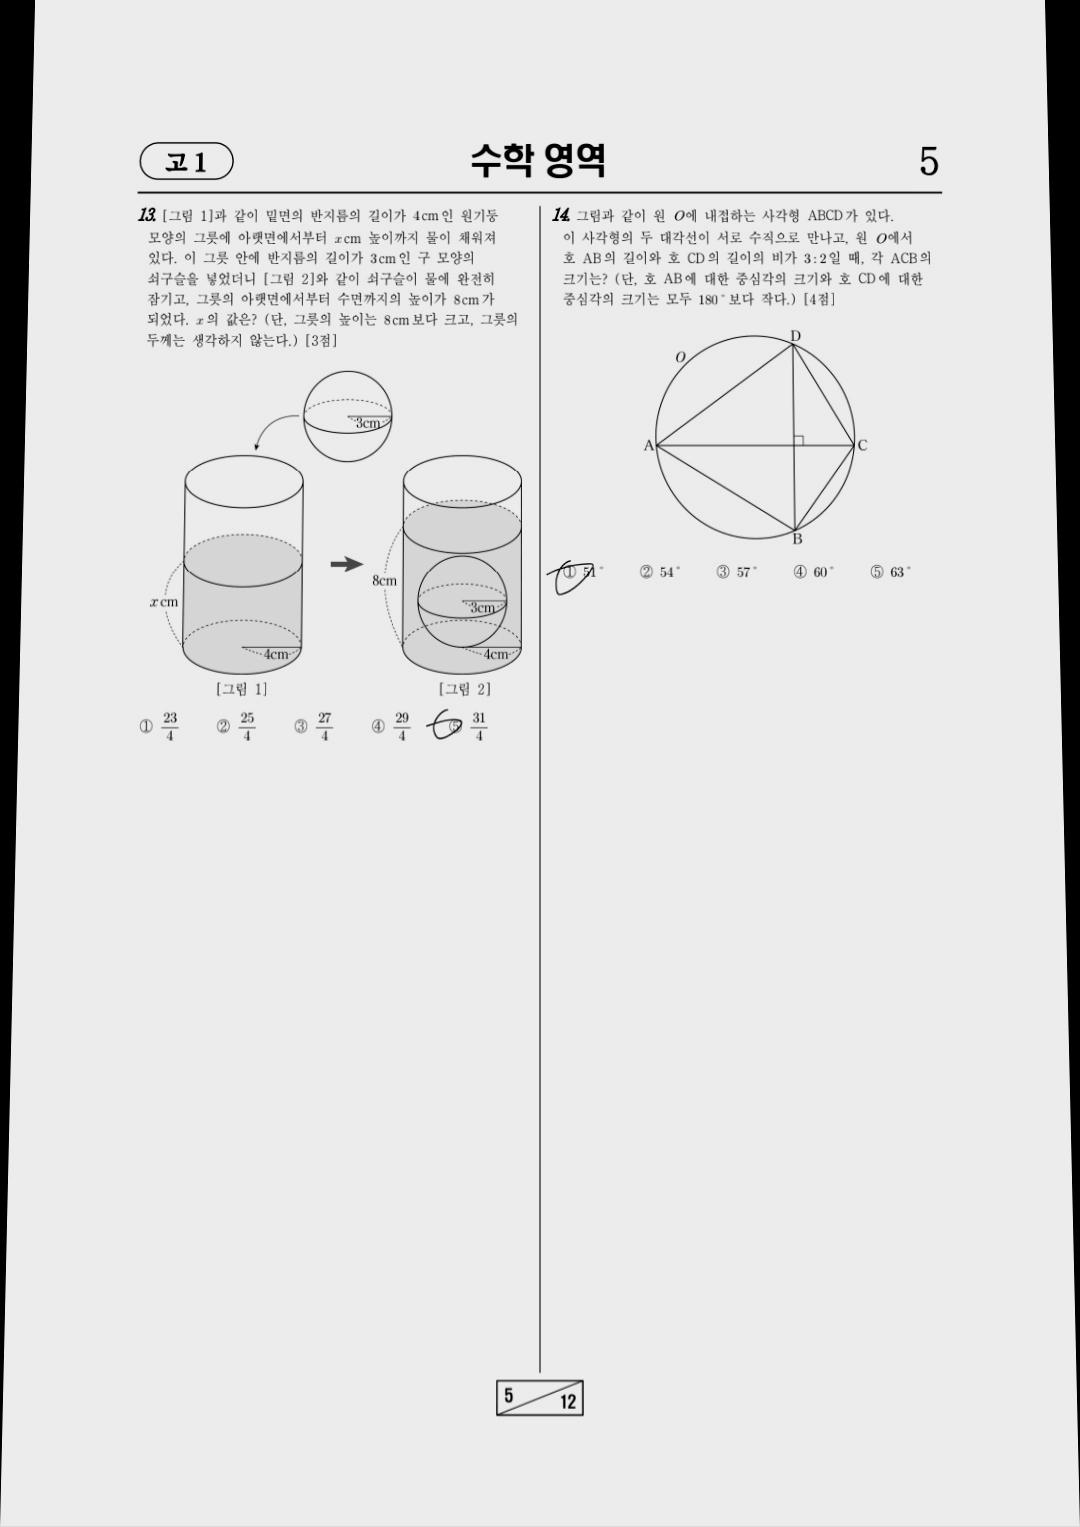 고 1
수학 영역
5
13. [그림 1]과 같이 밑면의 반지름의 길이가 4cm인 원기둥
모양의 그릇에 아랫면에서부터 xcm 높이까지 물이 채워져
있다. 이 그릇 안에 반지름의 길이가 3cm인 구 모양의
쇠구슬을 넣었더니 [그림 2]와 같이 쇠구슬이 물에 완전히
잠기고, 그릇의 아랫면에서부터 수면까지의 높이가 8cm가
되었다. x의 값은? (단, 그릇의 높이는 8cm보다 크고, 그릇의
두께는 생각하지 않는다.) [3점]
3cm
x cm
4cm
8cm
3cm
4cm
[그림 1]
[그림 2]
① 23/4 ② 25/4 ③ 27/4 ④ 29/4 ⑤ 31/4
14. 그림과 같이 원 O에 내접하는 사각형 ABCD가 있다.
이 사각형의 두 대각선이 서로 수직으로 만나고, 원 O에서
호 AB의 길이와 호 CD의 길이의 비가 3:2일 때, 각 ACB의
크기는? (단, 호 AB에 대한 중심각의 크기와 호 CD에 대한
중심각의 크기는 모두 180°보다 작다.) [4점]
D
O
A
C
B
① 51° ② 54° ③ 57° ④ 60° ⑤ 63°
5
12